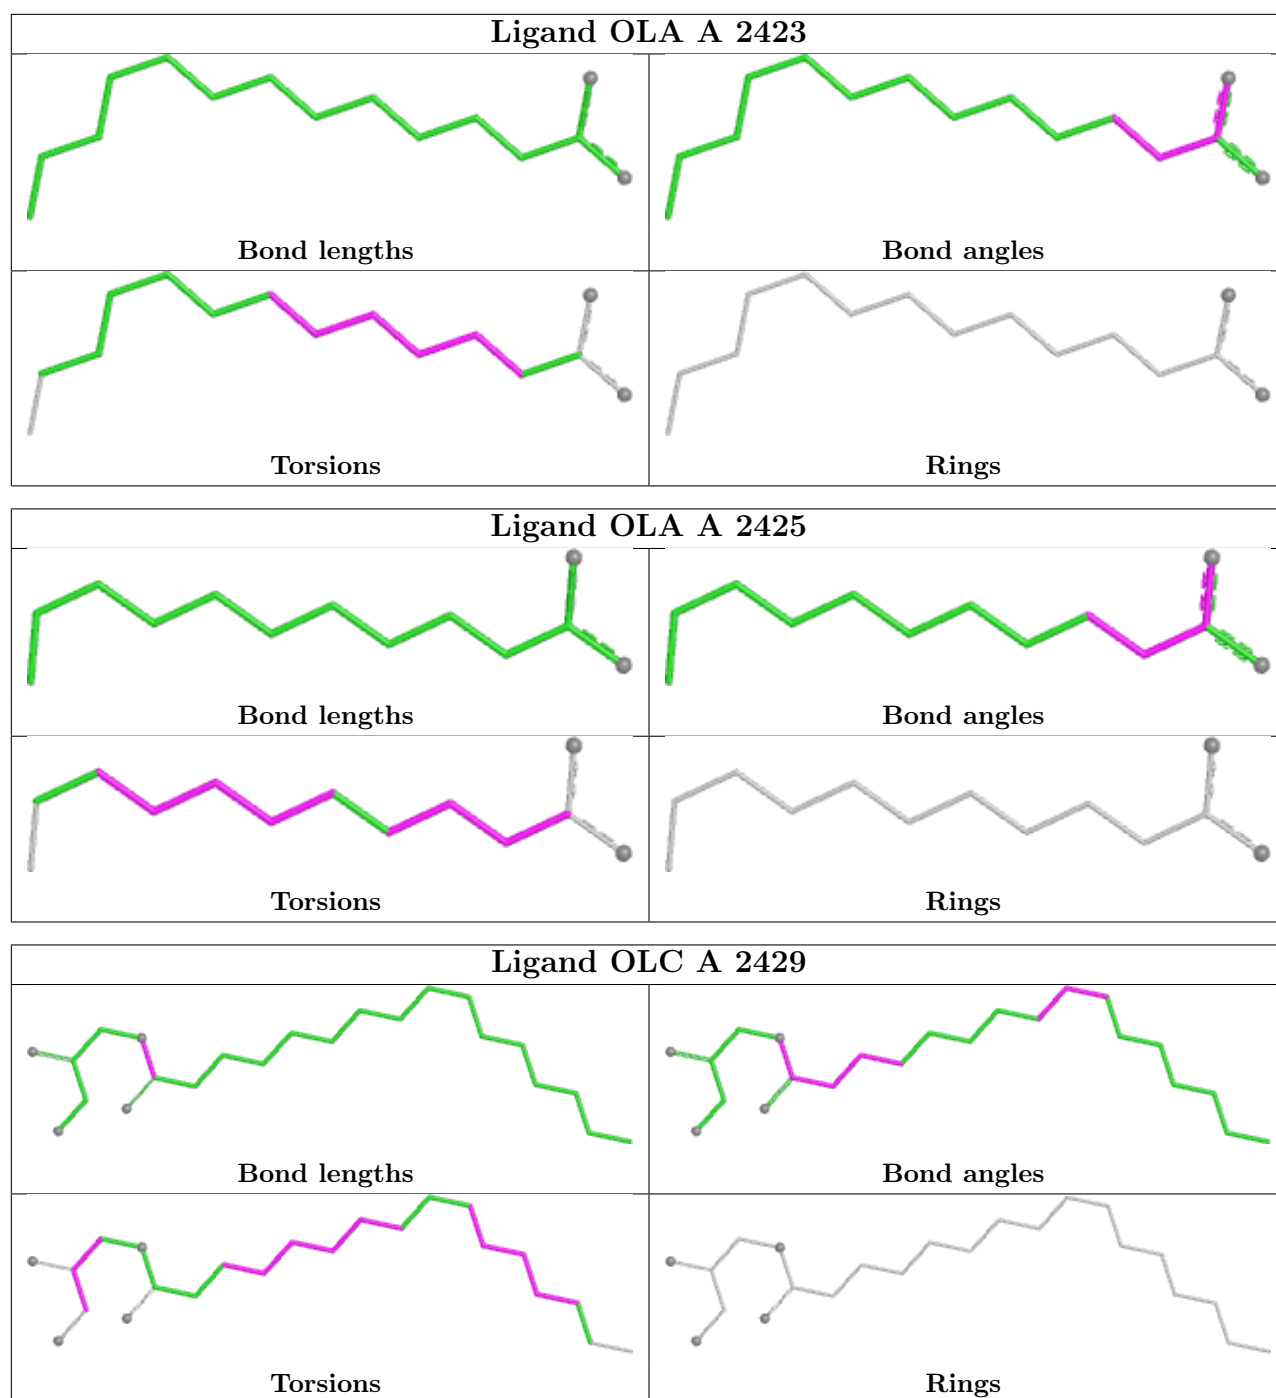 Ligand OLA A 2423
Bond lengths
Bond angles
Torsions
Rings
Ligand OLA A 2425
Bond lengths
Bond angles
Torsions
Rings
Ligand OLC A 2429
Bond lengths
Bond angles
Torsions
Rings